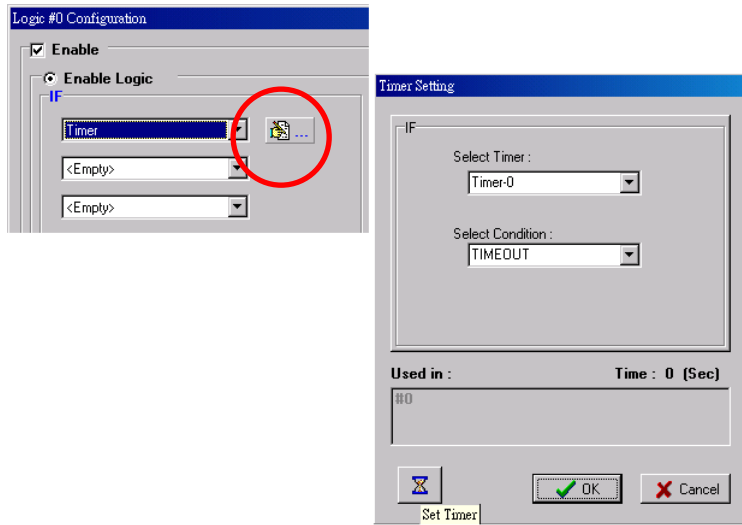 Logic #0 Configuration
Enable
Enable Logic
IF
Timer
...
<Empty>
<Empty>
Timer Setting
IF
Select Timer :
Timer-0
Select Condition :
TIMEOUT
Used in :
Time : 0 (Sec)
#0
OK
Cancel
Set Timer